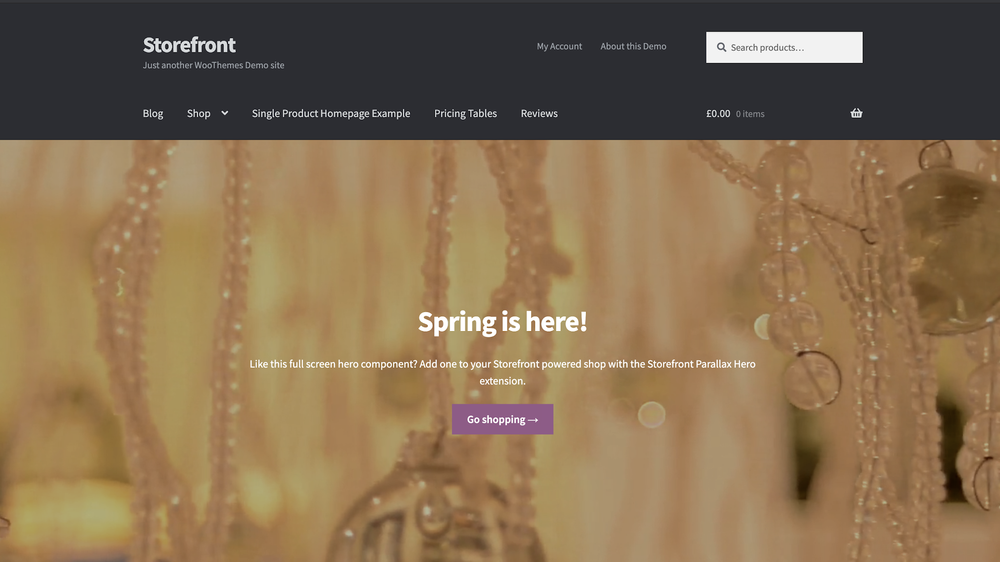 Storefront
Just another WooThemes Demo site
My Account
About this Demo
Search products…
Blog
Shop
Single Product Homepage Example
Pricing Tables
Reviews
£0.00 0 items
Spring is here!
Like this full screen hero component? Add one to your Storefront powered shop with the Storefront Parallax Hero
extension.
Go shopping →